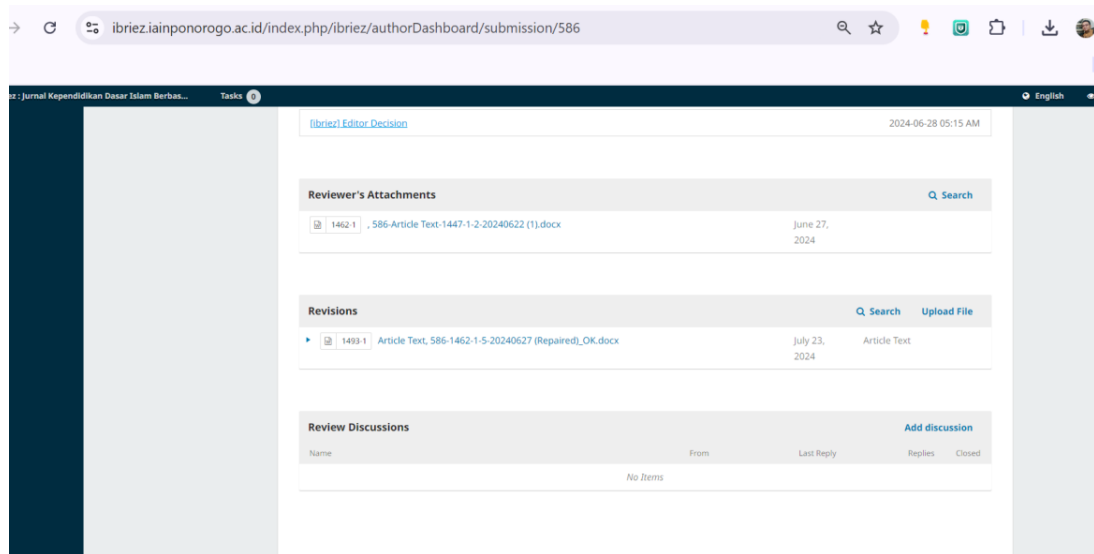 ibriez.iainponorogo.ac.id/index.php/ibriez/authorDashboard/submission/586
ez : Jurnal Kependidikan Dasar Islam Berbas... Tasks 0 English
[ibriez] Editor Decision 2024-06-28 05:15 AM
Reviewer's Attachments Search
1462-1 , 586-Article Text-1447-1-2-20240622 (1).docx June 27,
2024
Revisions Search Upload File
1493-1 Article Text, 586-1462-1-5-20240627 (Repaired)_OK.docx July 23, Article Text
2024
Review Discussions Add discussion
Name From Last Reply Replies Closed
No Items